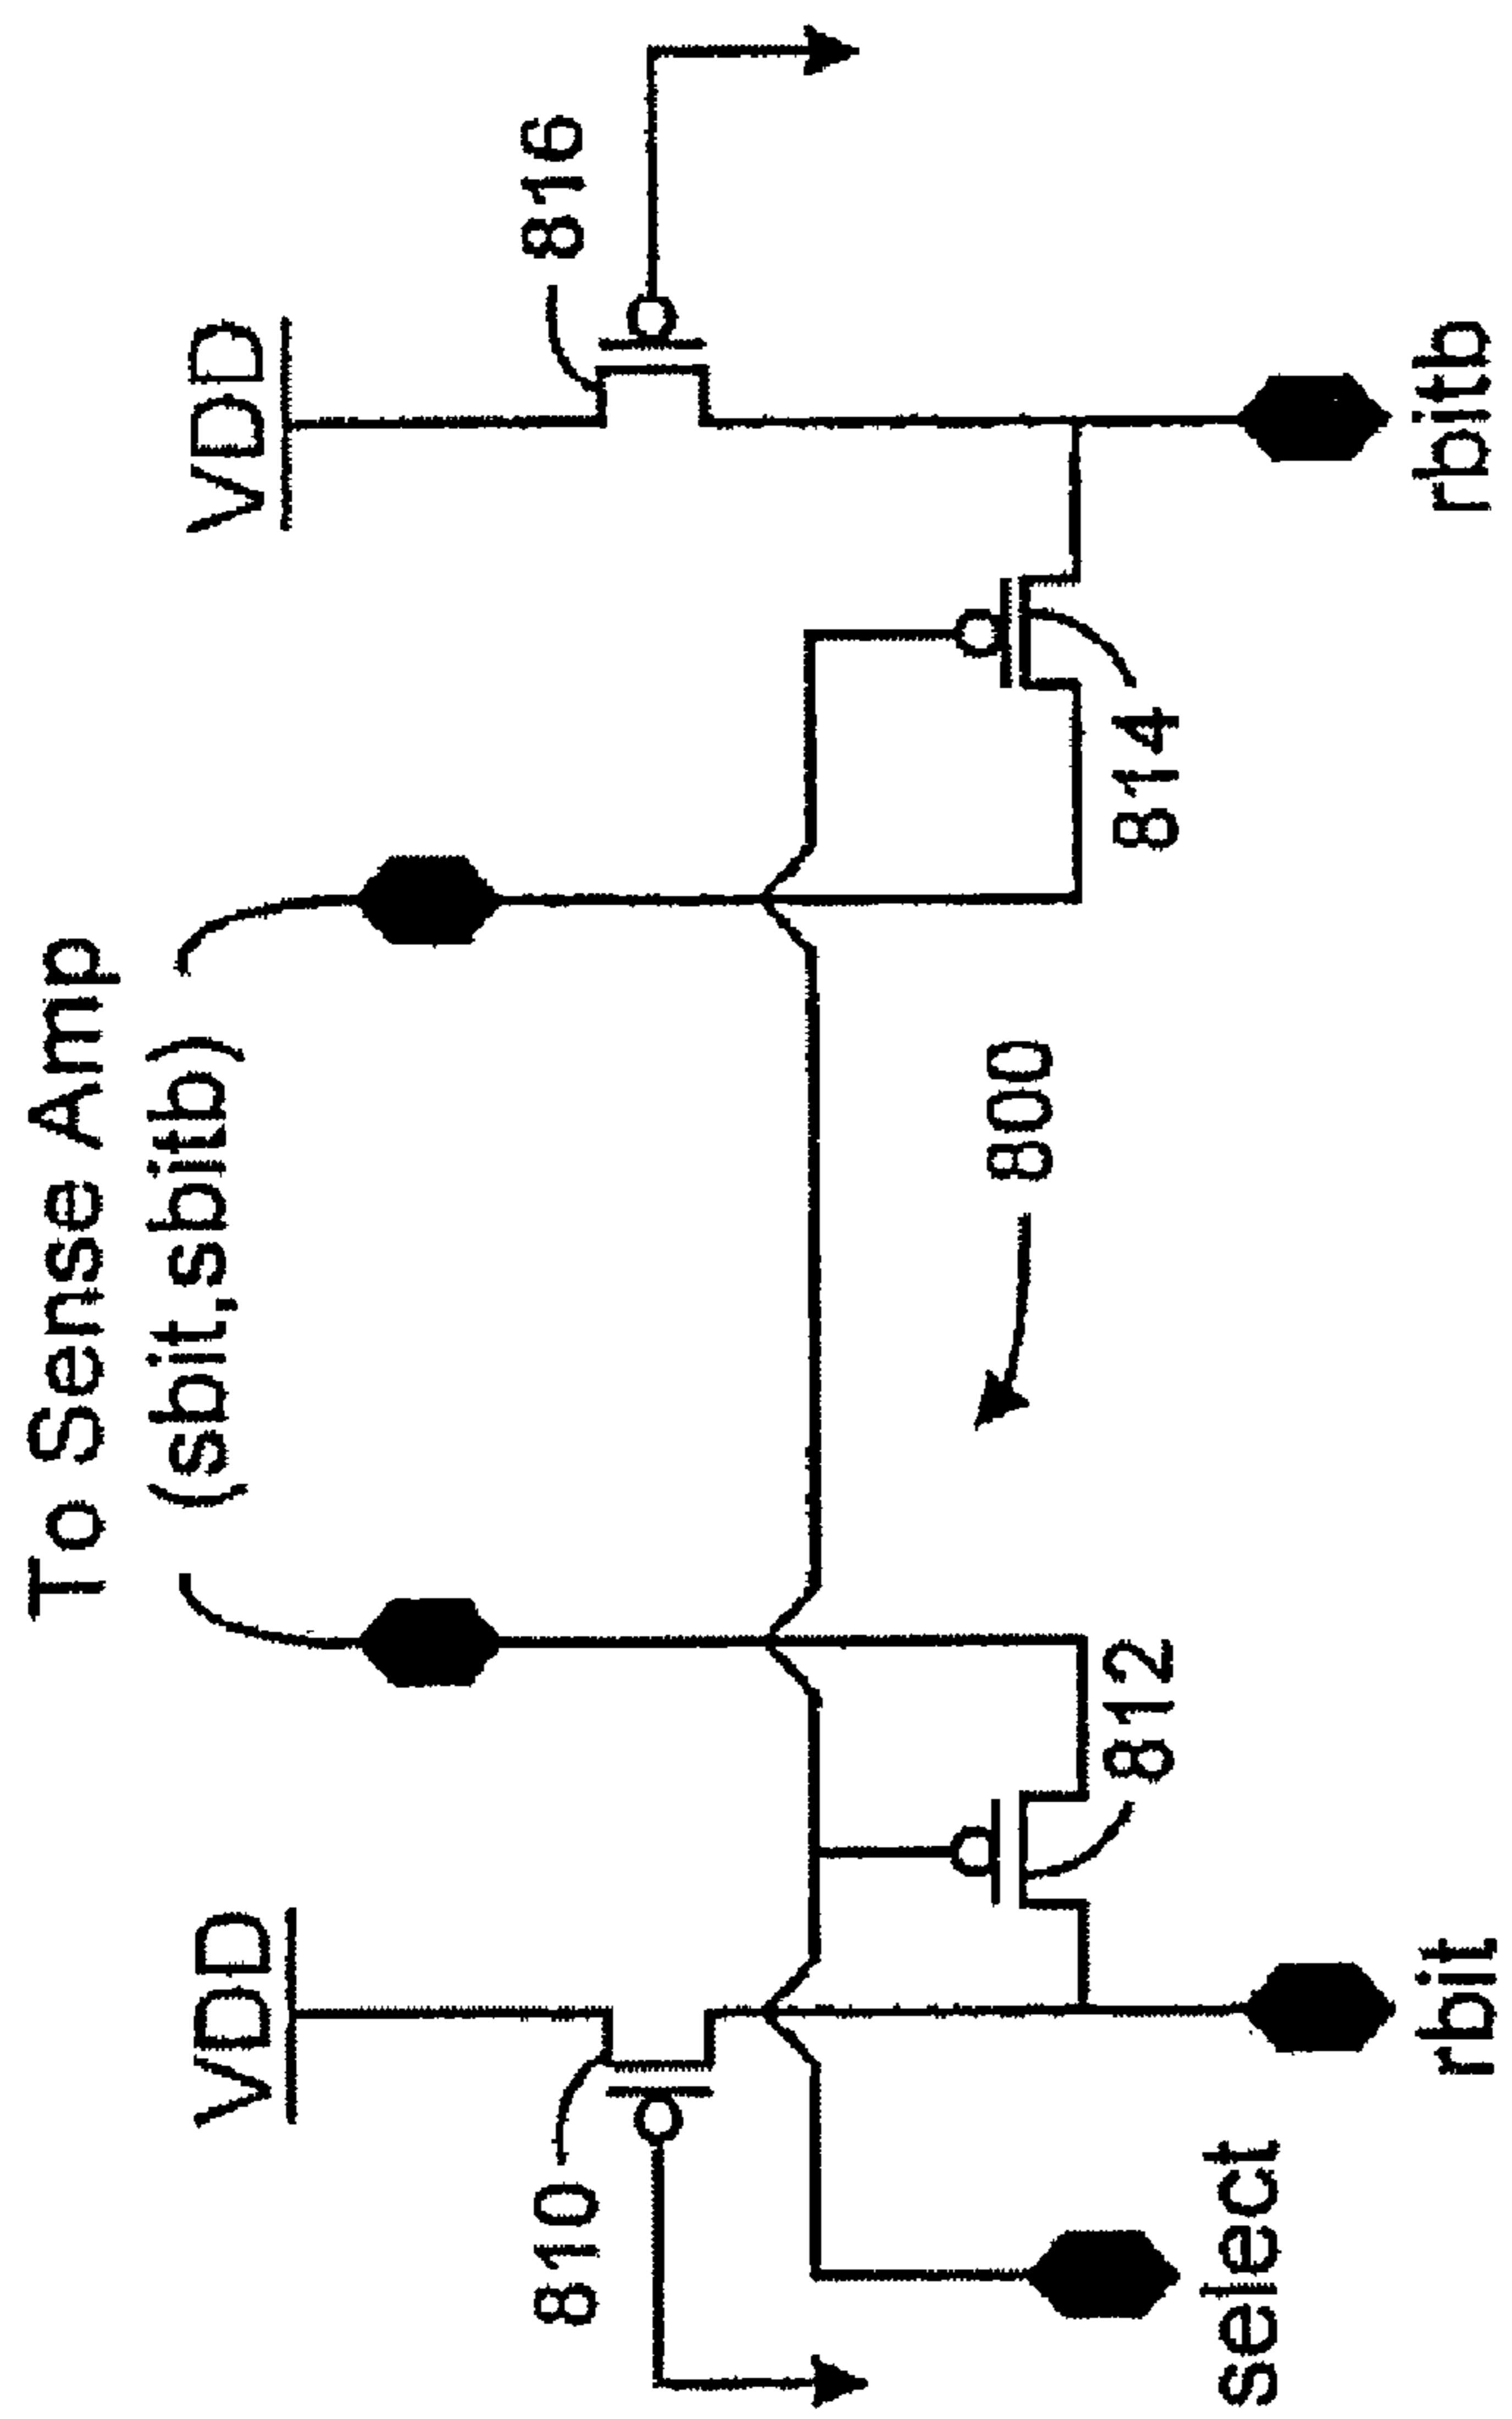 To Sense Amp
(sbit,sbitb)
VDD
VDD
810
816
812
814
800
select
rbit
rbitb